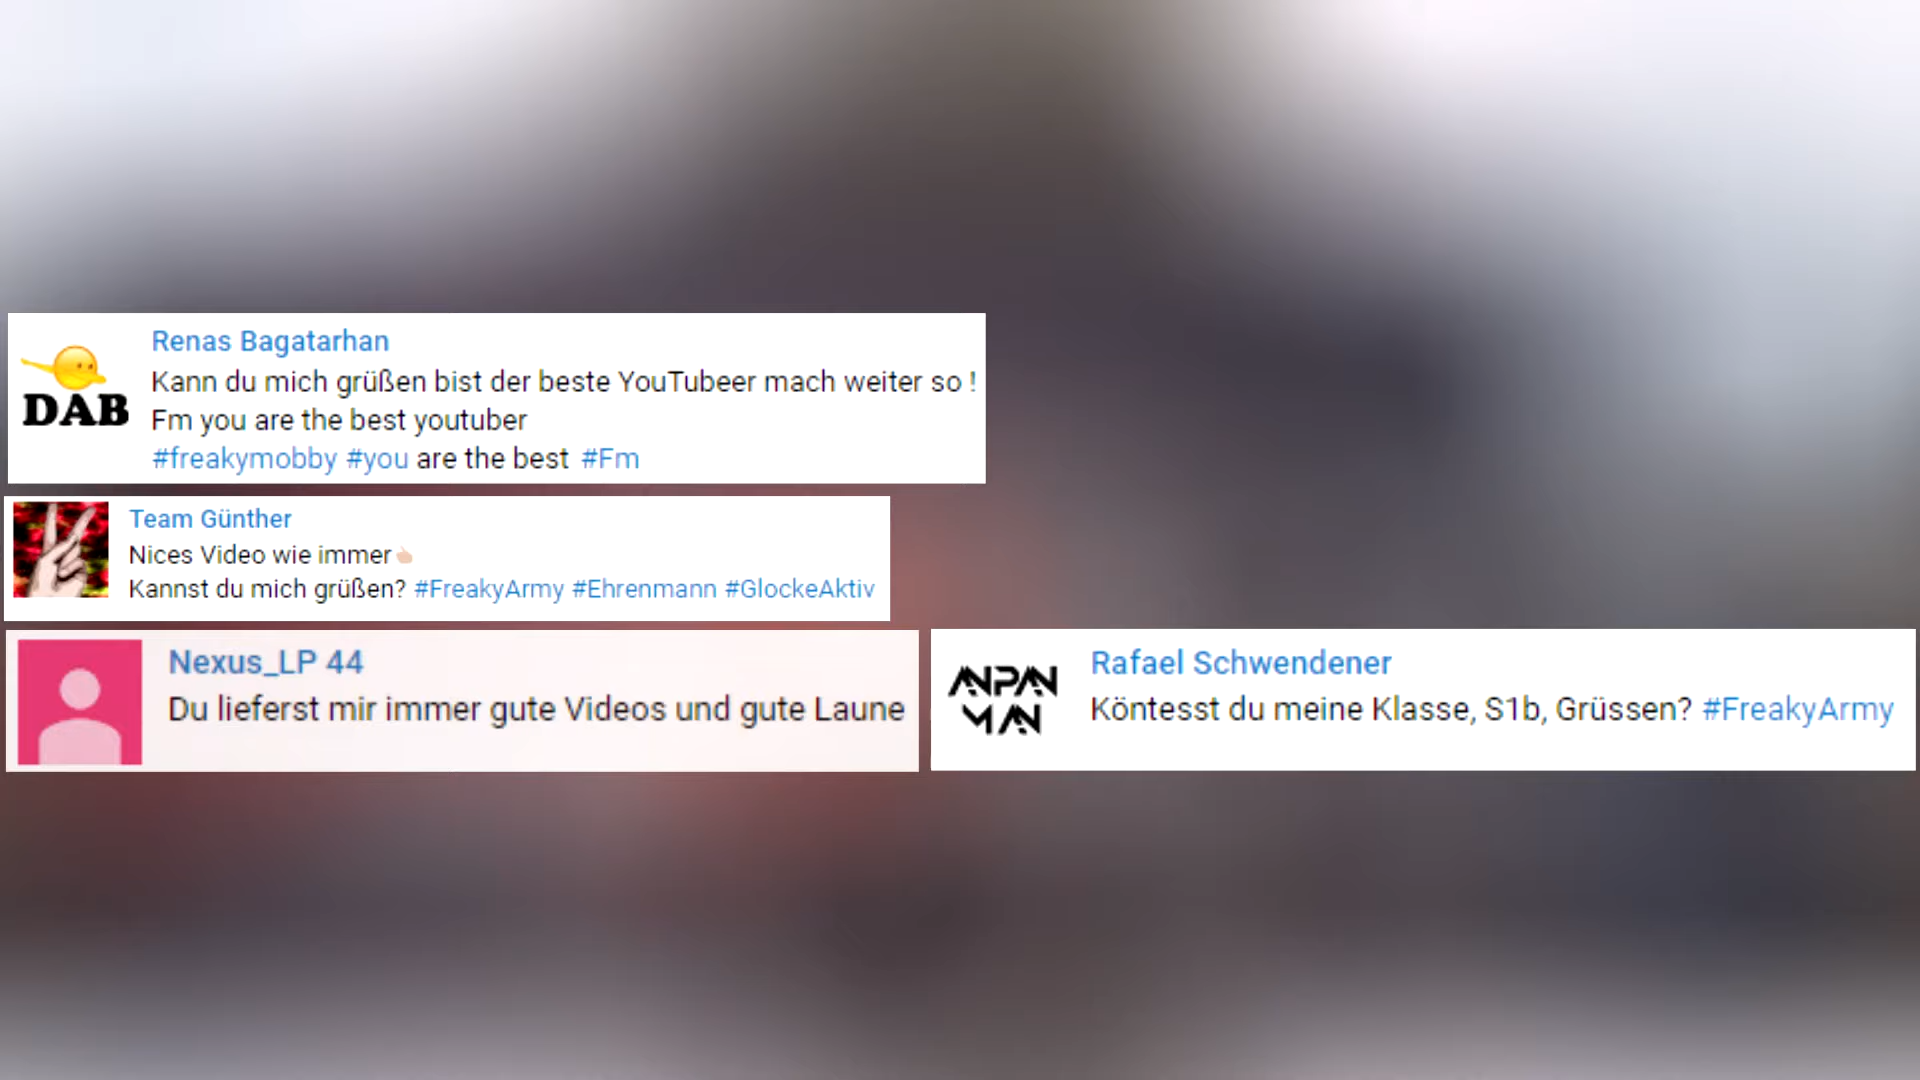 Renas Bagatarhan
Kann du mich grüßen bist der beste YouTubeer mach weiter so !
Fm you are the best youtuber
#freakymobby #you are the best #Fm
DAB
Team Günther
Nices Video wie immer👆🏻
Kannst du mich grüßen? #FreakyArmy #Ehrenmann #GlockeAktiv
Nexus_LP 44
Du lieferst mir immer gute Videos und gute Laune
ANPAN
MAN
Rafael Schwendener
Köntesst du meine Klasse, S1b, Grüssen? #FreakyArmy